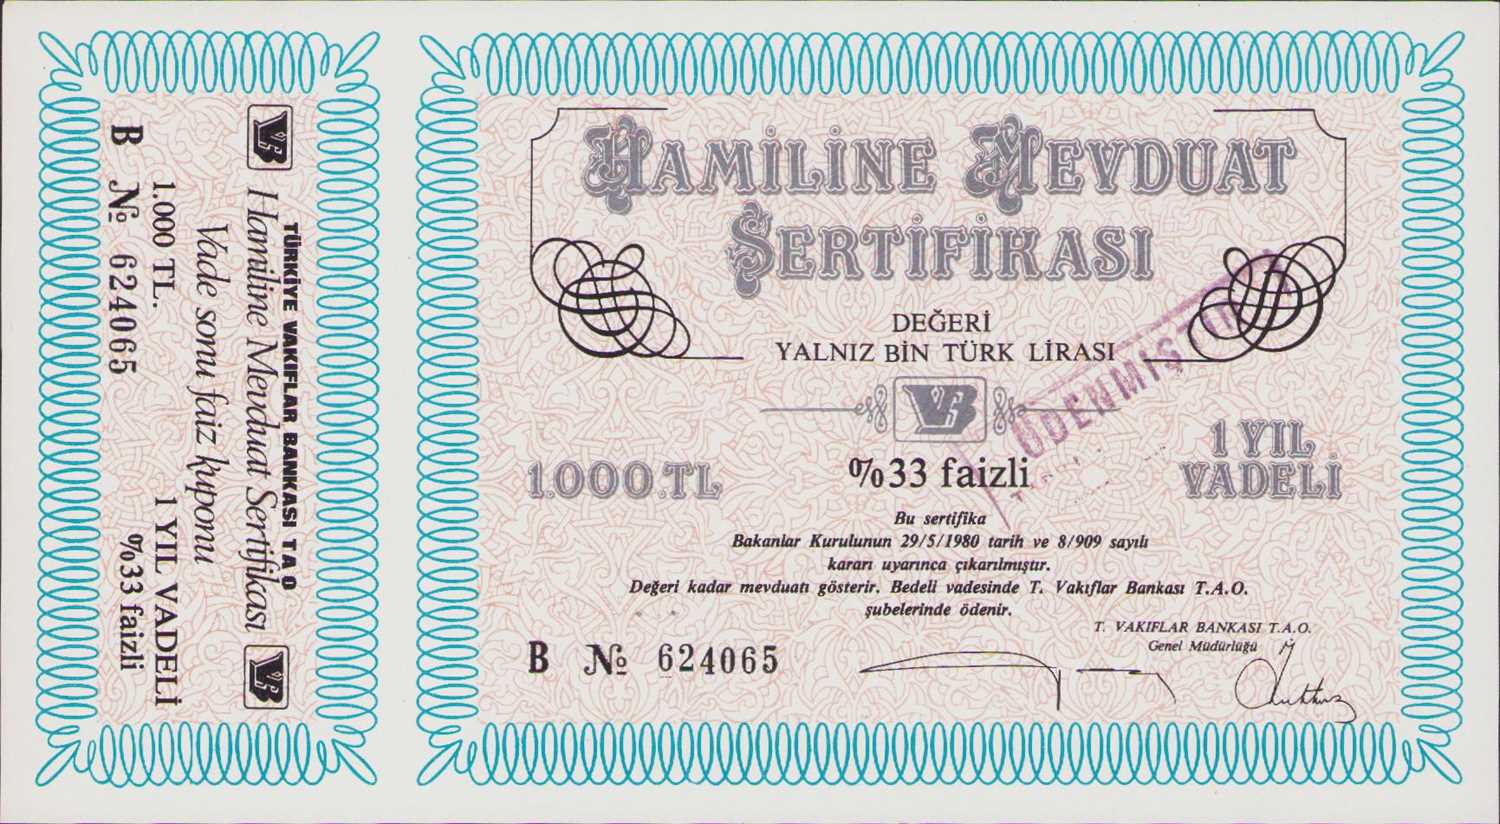 TÜRKİYE VAKIFLAR BANKASI T A O
Hamiline Mevduat Sertifikası
Vade sonu faiz kuponu
1.000 TL. 1 YIL VADELİ
%33 faizli
B № 624065
HAMİLİNE MEVDUAT
SERTİFİKASI
DEĞERİ
YALNIZ BİN TÜRK LİRASI
VB
ÖDENMİŞTİR
1.000.TL
%33 faizli
1 YIL
VADELİ
Bu sertifika
Bakanlar Kurulunun 29/5/1980 tarih ve 8/909 sayılı
kararı uyarınca çıkarılmıştır.
Değeri kadar mevduatı gösterir. Bedeli vadesinde T. Vakıflar Bankası T.A.O.
şubelerinde ödenir.
T. VAKIFLAR BANKASI T.A.O.
Genel Müdürlüğü
B № 624065